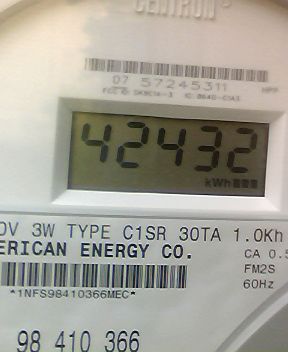 CENTRON
07 57245311
42432
kWh
0V 3W TYPE C1SR 30TA 1.0Kh
ERICAN ENERGY CO.
CA 0.5
FM2S
*1NFS98410366MEC*
60Hz
98 410 366